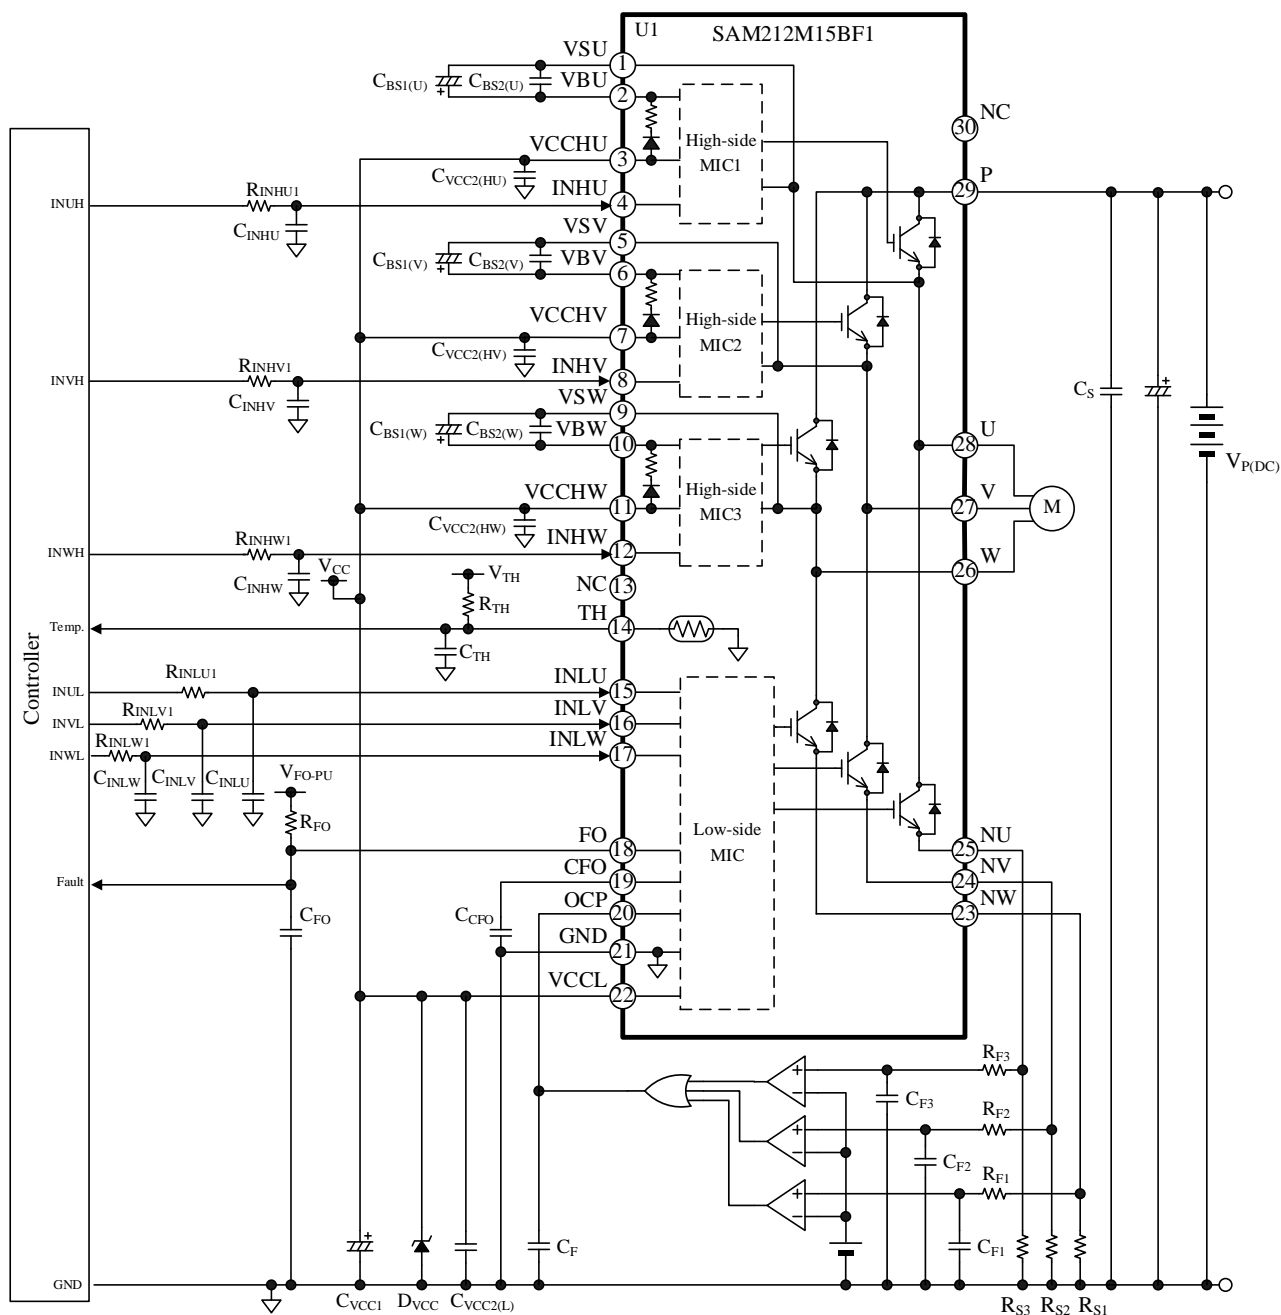 U1
SAM212M15BF1
VSU
1
CBS1(U)
CBS2(U)
VBU
2
VCCHU
3
CVCC2(HU)
High-side
MIC1
NC
30
P
29
INUH
RINHU1
INHU
4
CINHU
VSV
5
CBS1(V)
CBS2(V)
VBV
6
VCCHV
7
CVCC2(HV)
High-side
MIC2
INVH
RINHV1
INHV
8
CINHV
VSW
9
CBS1(W)
CBS2(W)
VBW
10
VCCHW
11
CVCC2(HW)
High-side
MIC3
CS
VP(DC)
U
28
V
27
M
W
26
INWH
RINHW1
INHW
12
CINHW
VCC
NC
13
VTH
RTH
TH
14
Temp.
CTH
Controller
INUL
RINLU1
INLU
15
INVL
RINLV1
INLV
16
INWL
RINLW1
INLW
17
CINLW
CINLV
CINLU
VFO-PU
RFO
Low-side
MIC
FO
18
Fault
CFO
CFO
19
CCFO
OCP
20
GND
21
VCCL
22
NU
25
NV
24
NW
23
RF3
CF3
RF2
CF2
RF1
CF1
CF
GND
CVCC1
DVCC
CVCC2(L)
RS3
RS2
RS1
+
+
+
+
+
+
−
+
−
+
−